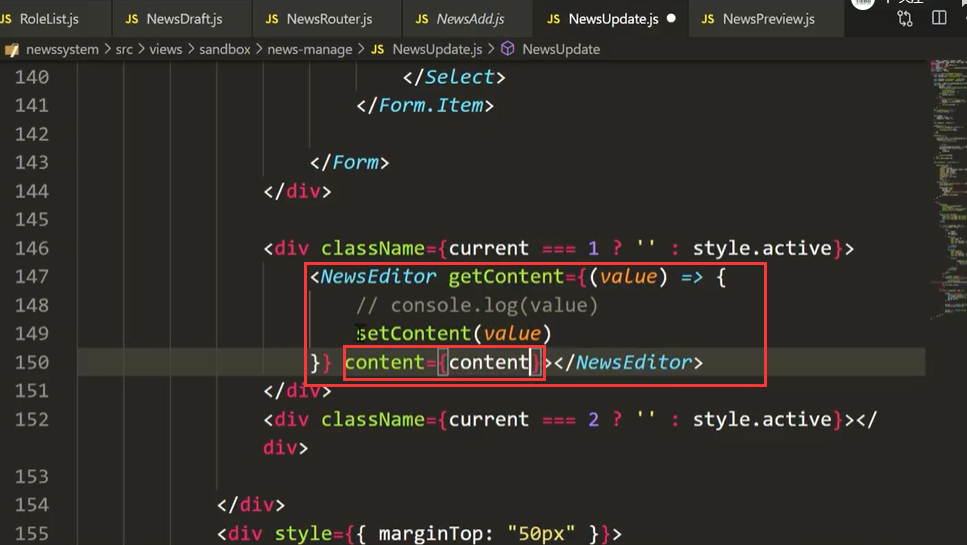 RoleList.js JS NewsDraft.js JS NewsRouter.js JS NewsAdd.js JS NewsUpdate.js ● JS NewsPreview.js
newssystem > src > views > sandbox > news-manage > JS NewsUpdate.js > NewsUpdate
140 </Select>
141 </Form.Item>
142
143 </Form>
144 </div>
145
146 <div className={current === 1 ? '' : style.active}>
147 <NewsEditor getContent={(value) => {
148 // console.log(value)
149 setContent(value)
150 }} content={content}></NewsEditor>
151 </div>
152 <div className={current === 2 ? '' : style.active}></
div>
153
154 </div>
155 <div style={{ marginTop: "50px" }}>